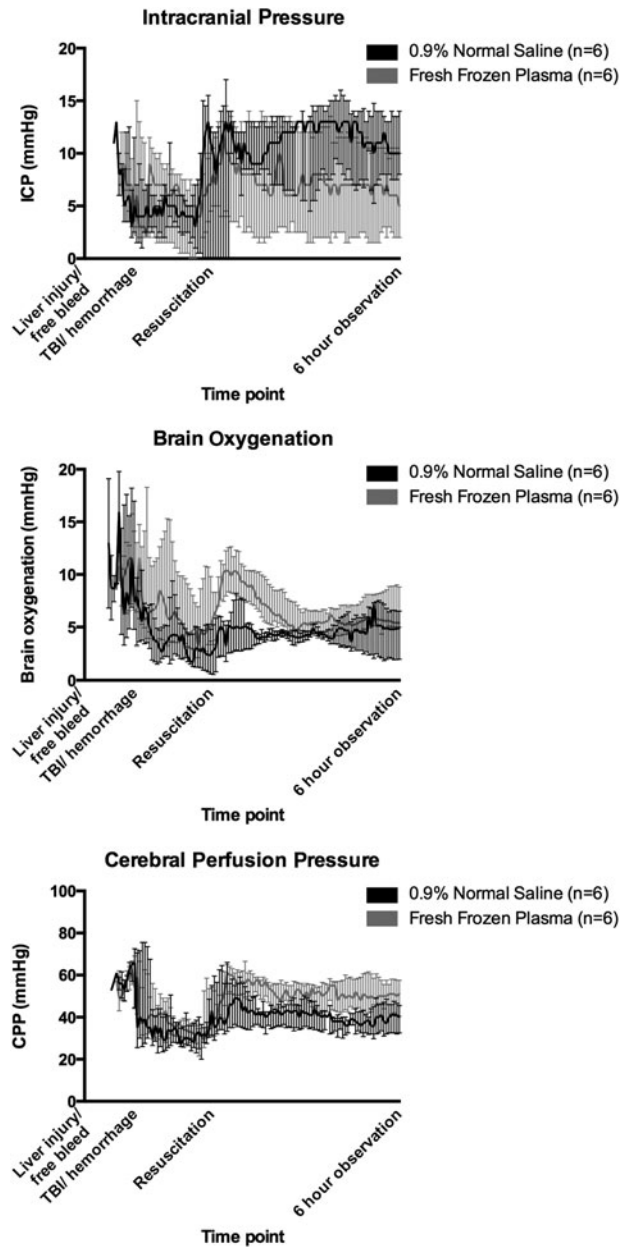 Intracranial Pressure
0.9% Normal Saline (n=6)
Fresh Frozen Plasma (n=6)
ICP (mmHg)
20
15
10
5
0
Liver injury/
free bleed
TBI/ hemorrhage
Resuscitation
6 hour observation
Time point
Brain Oxygenation
0.9% Normal Saline (n=6)
Fresh Frozen Plasma (n=6)
Brain oxygenation (mmHg)
20
15
10
5
0
Liver injury/
free bleed
TBI/ hemorrhage
Resuscitation
6 hour observation
Time point
Cerebral Perfusion Pressure
0.9% Normal Saline (n=6)
Fresh Frozen Plasma (n=6)
CPP (mmHg)
100
80
60
40
20
0
Liver injury/
free bleed
TBI/ hemorrhage
Resuscitation
6 hour observation
Time point